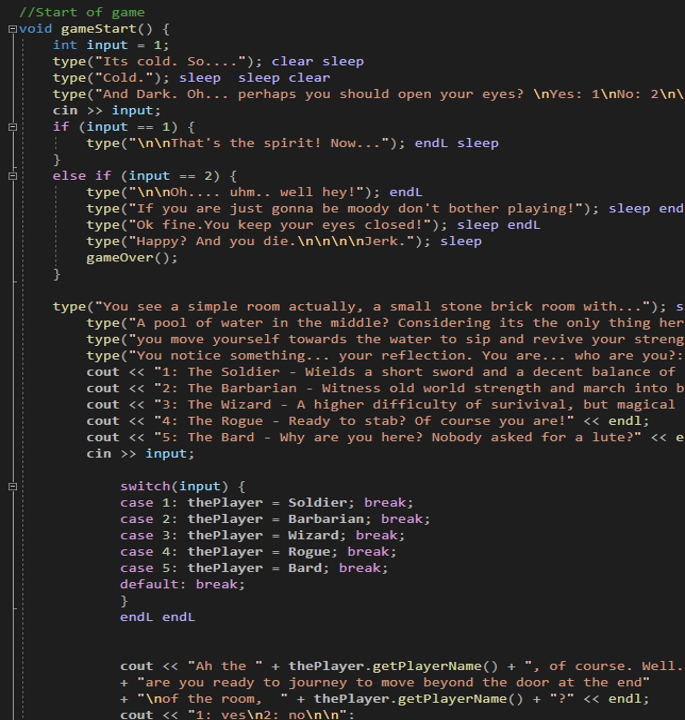 //Start of game
void gameStart() {
int input = 1;
type("Its cold. So...."); clear sleep
type("Cold."); sleep  sleep clear
type("And Dark. Oh... perhaps you should open your eyes? \nYes: 1\nNo: 2\n\
cin >> input;
if (input == 1) {
type("\n\nThat's the spirit! Now..."); endL sleep
}
else if (input == 2) {
type("\n\nOh.... uhm.. well hey!"); endL
type("If you are just gonna be moody don't bother playing!"); sleep end
type("Ok fine.You keep your eyes closed!"); sleep endL
type("Happy? And you die.\n\n\n\nJerk."); sleep
gameOver();
}
type("You see a simple room actually, a small stone brick room with..."); s
type("A pool of water in the middle? Considering its the only thing her
type("you move yourself towards the water to sip and revive your streng
type("You notice something... your reflection. You are... who are you?:
cout << "1: The Soldier - Wields a short sword and a decent balance of
cout << "2: The Barbarian - Witness old world strength and march into b
cout << "3: The Wizard - A higher difficulty of surivival, but magical
cout << "4: The Rogue - Ready to stab? Of course you are!" << endl;
cout << "5: The Bard - Why are you here? Nobody asked for a lute?" << e
cin >> input;
switch(input) {
case 1: thePlayer = Soldier; break;
case 2: thePlayer = Barbarian; break;
case 3: thePlayer = Wizard; break;
case 4: thePlayer = Rogue; break;
case 5: thePlayer = Bard; break;
default: break;
}
endL endL
cout << "Ah the " + thePlayer.getPlayerName() + ", of course. Well.
+ "are you ready to journey to move beyond the door at the end"
+ "\nof the room,  " + thePlayer.getPlayerName() + "?" << endl;
cout << "1: yes\n2: no\n\n";